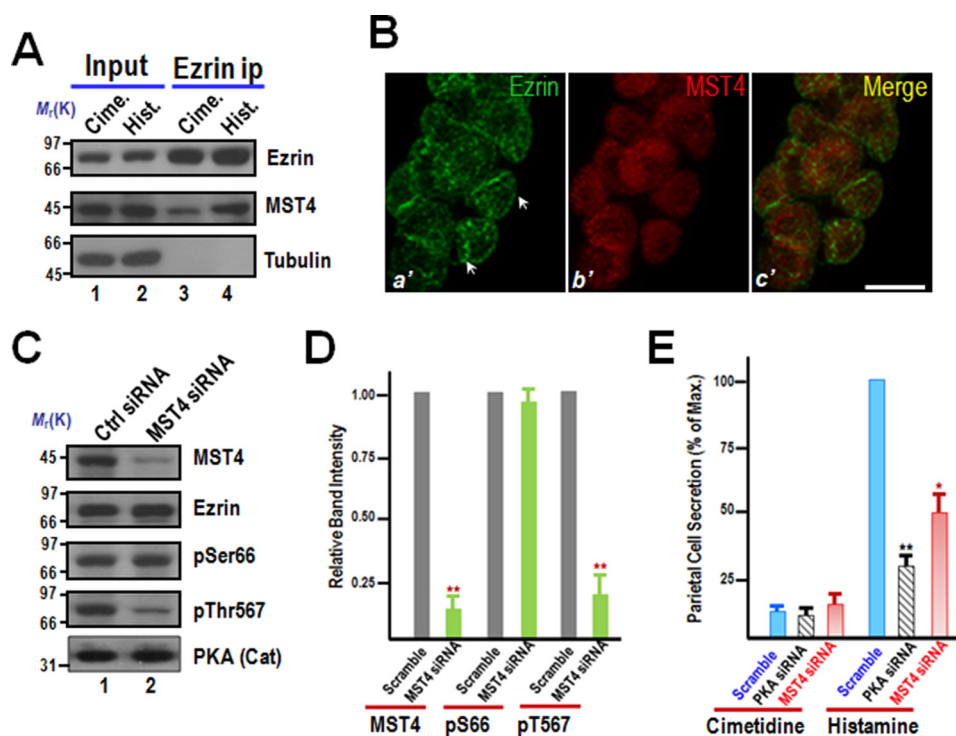 A
Input Ezrin ip
Mr(K) Cime. Hist. Cime. Hist.
97
66
Ezrin
45
MST4
66
45
Tubulin
1 2 3 4
B
Ezrin MST4 Merge
a' b' c'
C
Mr(K) Ctrl siRNA MST4 siRNA
45
MST4
97
66
Ezrin
97
66
pSer66
97
66
pThr567
31
PKA (Cat)
1 2
D
Relative Band Intensity
1.00
0.75
0.50
0.25
** **
Scramble MST4 siRNA Scramble MST4 siRNA Scramble MST4 siRNA
MST4 pS66 pT567
E
Parietal Cell Secretion (% of Max.)
100
75
50
25
** *
Scramble PKA siRNA MST4 siRNA Scramble PKA siRNA MST4 siRNA
Cimetidine Histamine